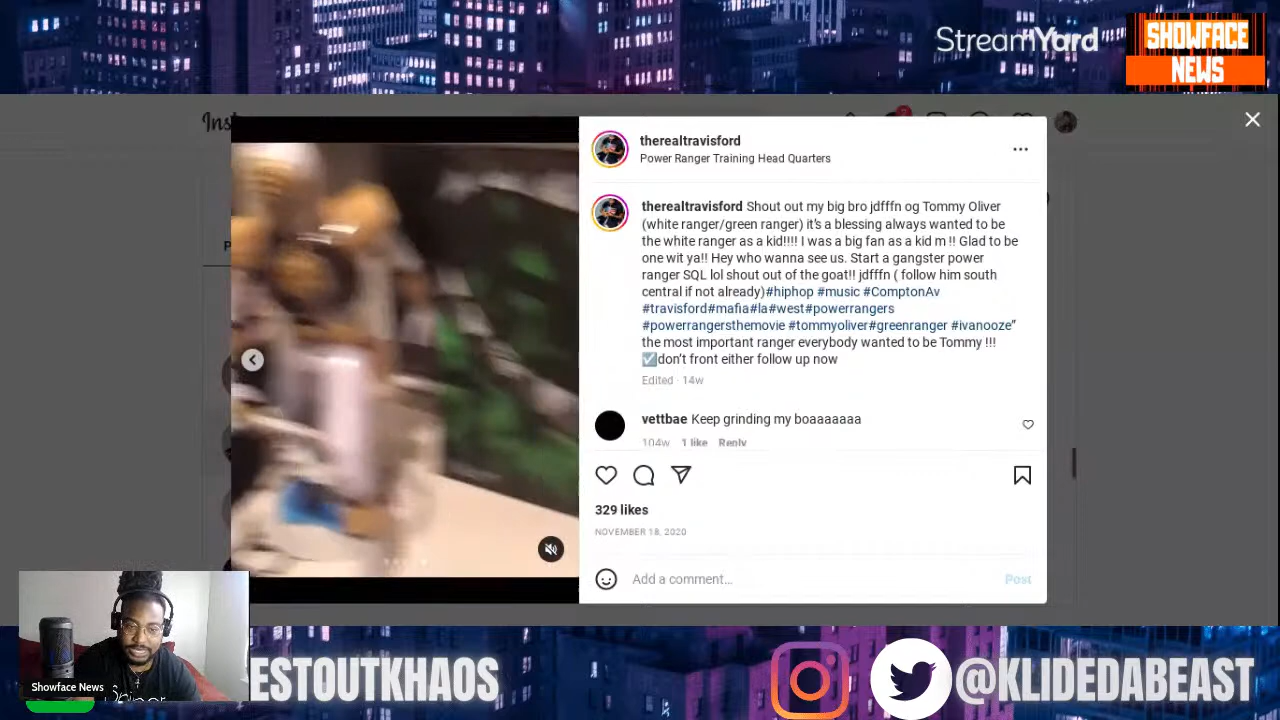 StreamYard
SHOWFACE
NEWS
Ins
therealtravisford
Power Ranger Training Head Quarters
therealtravisford Shout out my big bro jdfffn og Tommy Oliver
(white ranger/green ranger) it's a blessing always wanted to be
the white ranger as a kid!!!! I was a big fan as a kid m !! Glad to be
one wit ya!! Hey who wanna see us. Start a gangster power
ranger SQL lol shout out of the goat!! jdfffn ( follow him south
central if not already)#hiphop #music #ComptonAv
#travisford#mafia#la#west#powerrangers
#powerrangersthemovie #tommyoliver#greenranger #ivanooze”
the most important ranger everybody wanted to be Tommy !!!
☑️don’t front either follow up now
Edited · 14w
vettbae Keep grinding my boaaaaaaa
104w 1 like Reply
329 likes
NOVEMBER 18, 2020
Add a comment...
Post
Showface News
ESTOUTKHAOS
@KLIDEDABEAST